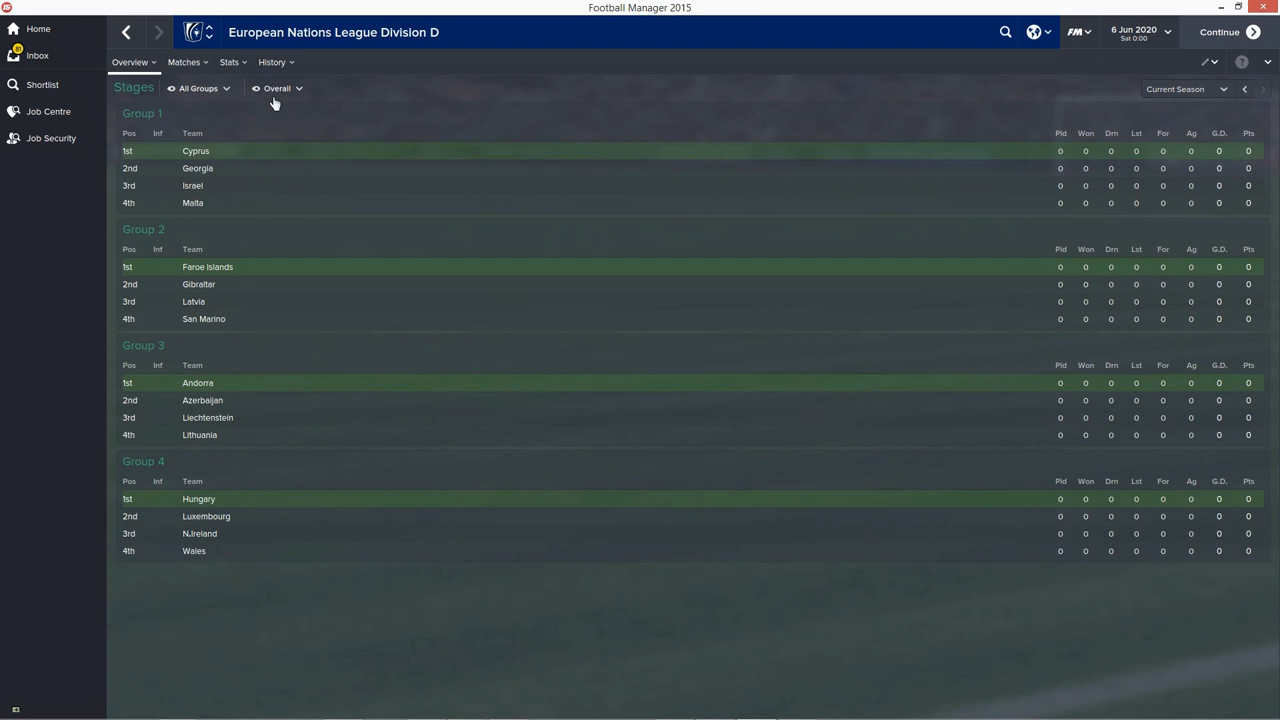 Football Manager 2015
Home
Inbox
81
Shortlist
Job Centre
Job Security
European Nations League Division D
FM
6 Jun 2020
Sat 0:00
Continue
Overview Matches Stats History
Stages All Groups Overall Current Season
Group 1
Pos Inf Team Pld Won Drn Lst For Ag G.D. Pts
1st Cyprus 0 0 0 0 0 0 0 0
2nd Georgia 0 0 0 0 0 0 0 0
3rd Israel 0 0 0 0 0 0 0 0
4th Malta 0 0 0 0 0 0 0 0
Group 2
Pos Inf Team Pld Won Drn Lst For Ag G.D. Pts
1st Faroe Islands 0 0 0 0 0 0 0 0
2nd Gibraltar 0 0 0 0 0 0 0 0
3rd Latvia 0 0 0 0 0 0 0 0
4th San Marino 0 0 0 0 0 0 0 0
Group 3
Pos Inf Team Pld Won Drn Lst For Ag G.D. Pts
1st Andorra 0 0 0 0 0 0 0 0
2nd Azerbaijan 0 0 0 0 0 0 0 0
3rd Liechtenstein 0 0 0 0 0 0 0 0
4th Lithuania 0 0 0 0 0 0 0 0
Group 4
Pos Inf Team Pld Won Drn Lst For Ag G.D. Pts
1st Hungary 0 0 0 0 0 0 0 0
2nd Luxembourg 0 0 0 0 0 0 0 0
3rd N.Ireland 0 0 0 0 0 0 0 0
4th Wales 0 0 0 0 0 0 0 0